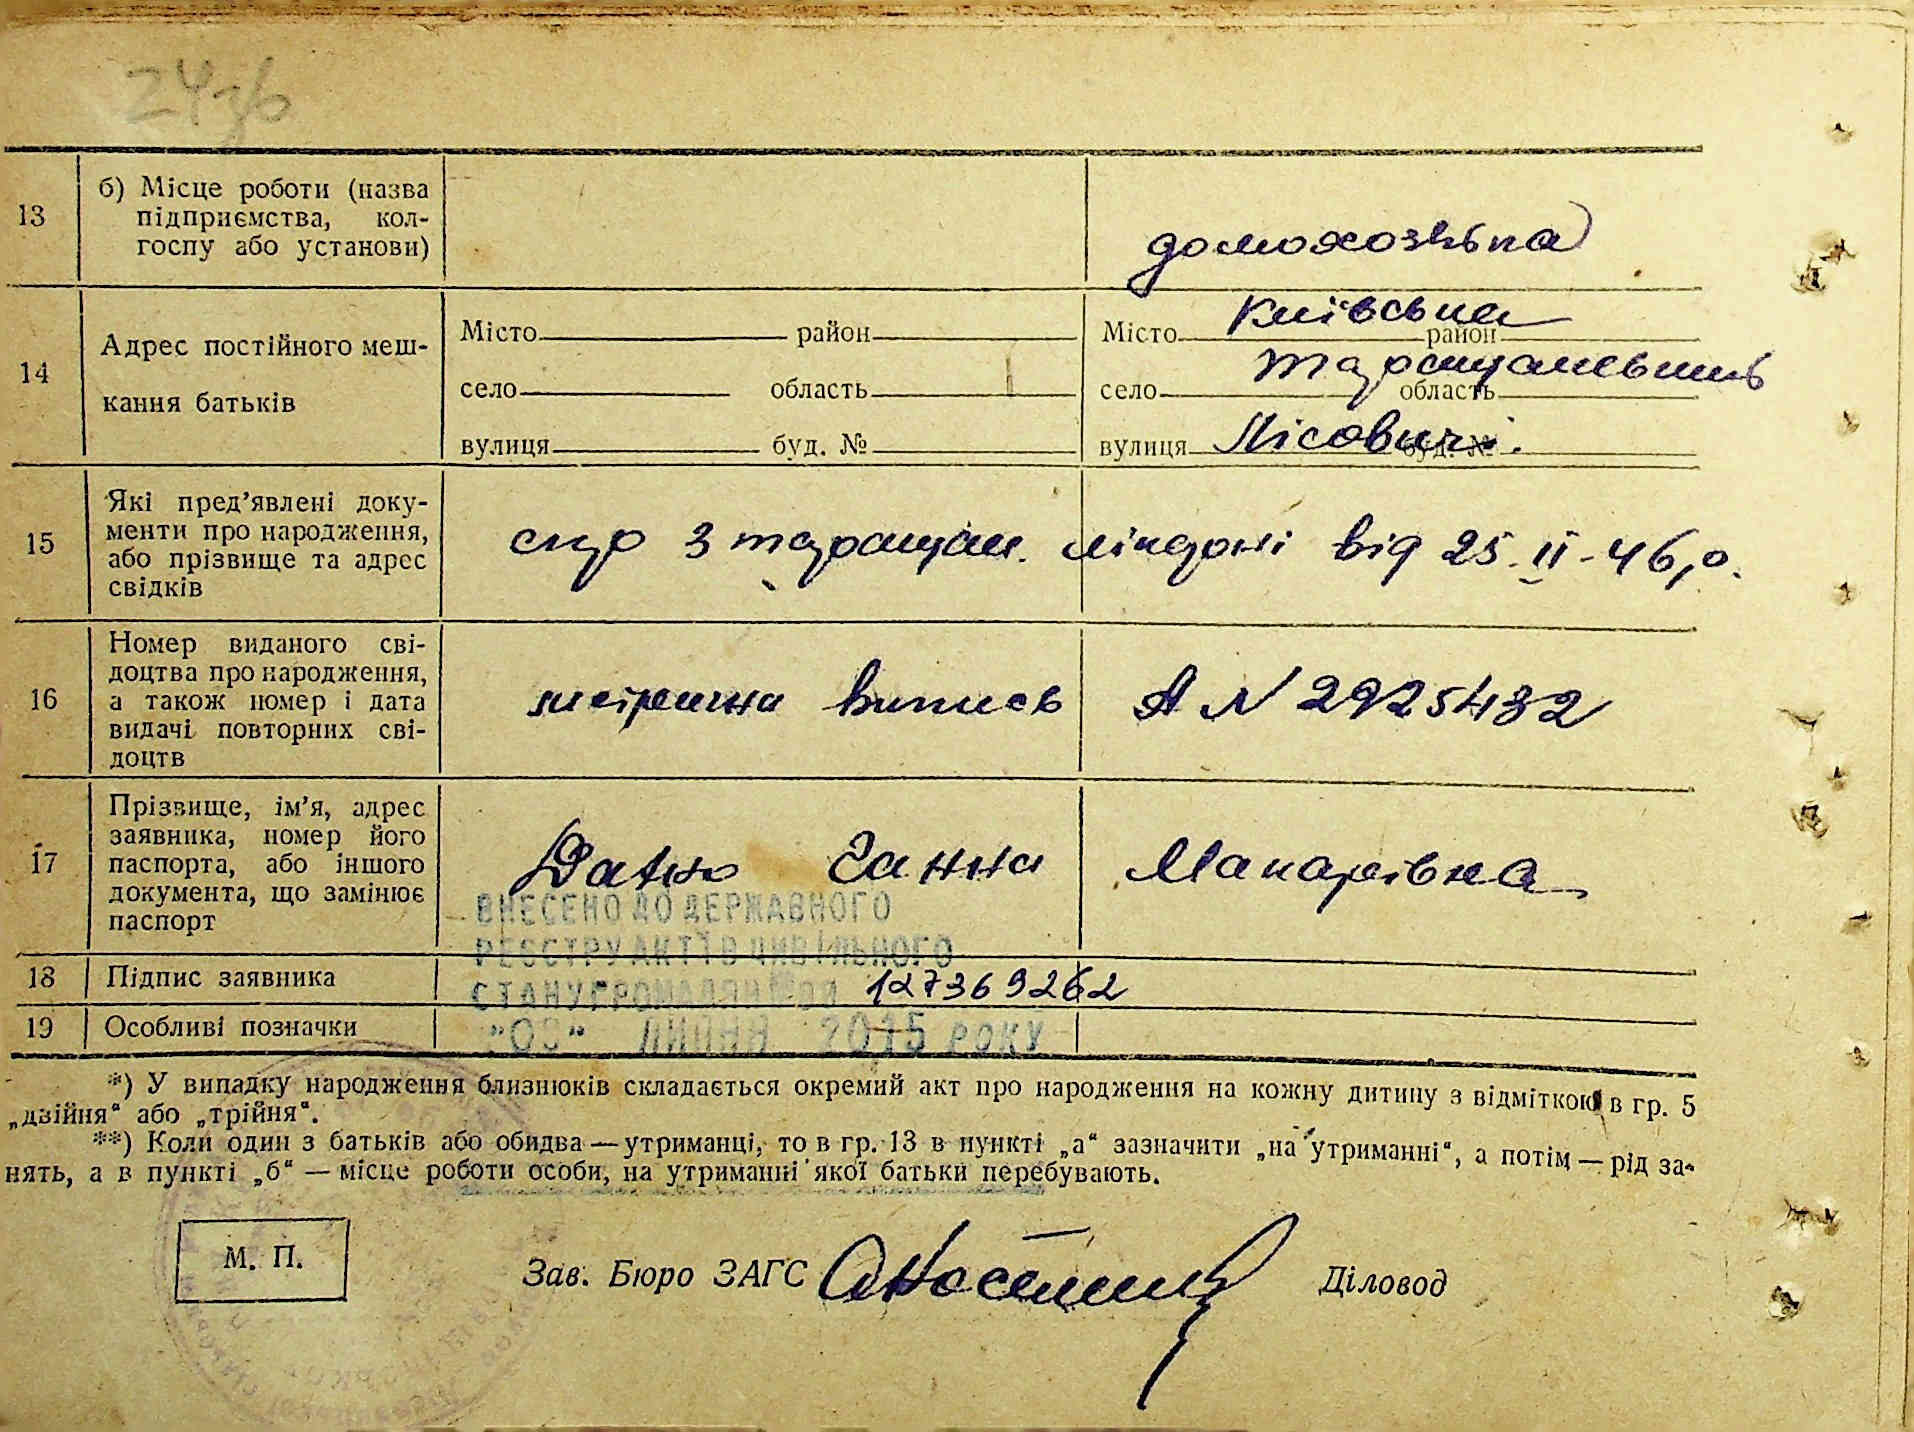 24зв
13 б) Місце роботи (назва
підприємства, кол-
госпу або установи)
домохозяйка
14 Адрес постійного меш-
кання батьків
Місто район
село область
вулиця буд. №
Місто Київська район
село Таращанський область
вулиця Лісовичі. буд. №
15 Які пред’явлені доку-
менти про народження,
або прізвище та адрес
свідків
з таращан. від 25.II-46 р.
16 Номер виданого сві-
доцтва про народження,
а також номер і дата
видачі повторних сві-
доцтв
метрична випись А N 2925432
17 Прізвище, ім’я, адрес
заявника, номер його
паспорта, або іншого
документа, що замінює
паспорт
Ганна Макарівна
ВНЕСЕНО ДО ДЕРЖАВНОГО
РЕЄСТРУ АКТІВ ЦИВІЛЬНОГО
18 Підпис заявника
СТАНУ ГРОМАДЯН 127369262
19 Особливі позначки
"03" ЛИПНЯ 2015 РОКУ
*) У випадку народження близнюків складається окремий акт про народження на кожну дитину з відміткою в гр. 5
„двійня“ або „трійня“.
**) Коли один з батьків або обидва — утриманці, то в гр. 13 в пункті „а“ зазначити „на утриманні“, а потім — рід за-
нять, а в пункті „б“ — місце роботи особи, на утриманні якої батьки перебувають.
М. П.
Зав. Бюро ЗАГС
Діловод